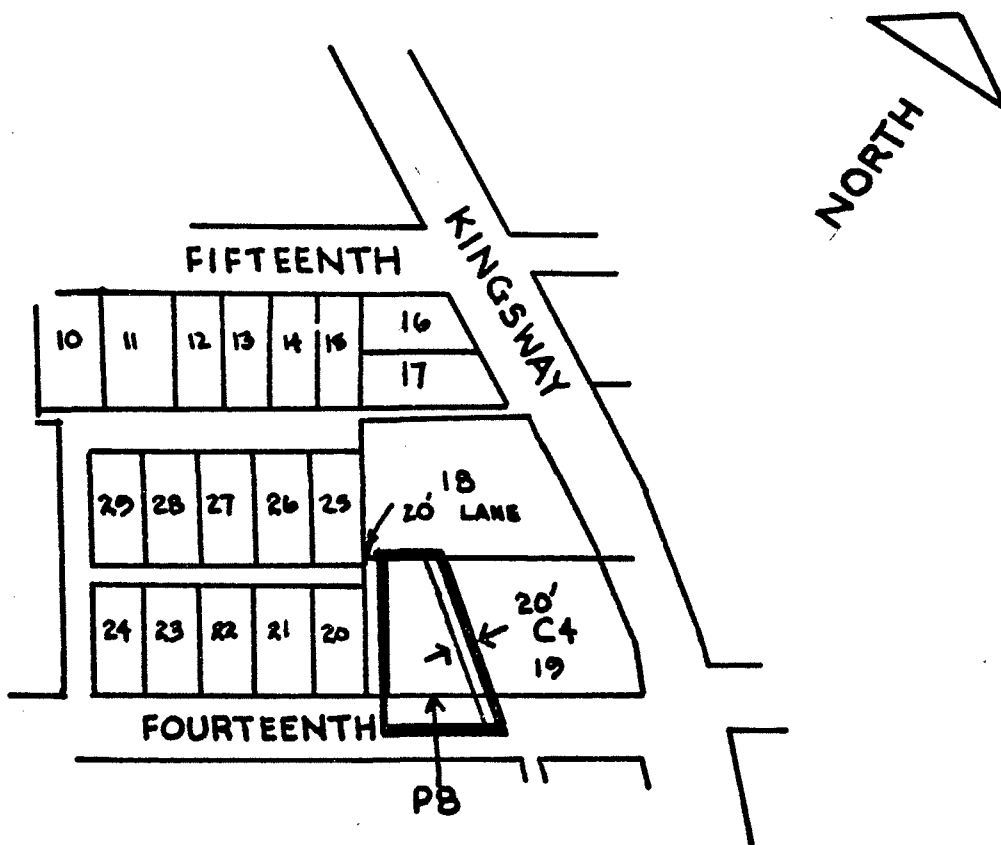 NORTH
KINGSWAY
FIFTEENTH
10 11 12 13 14 15 16
17
18
20' LANE
29 28 27 26 25
20'
C4
19
24 23 22 21 20
FOURTEENTH
P8